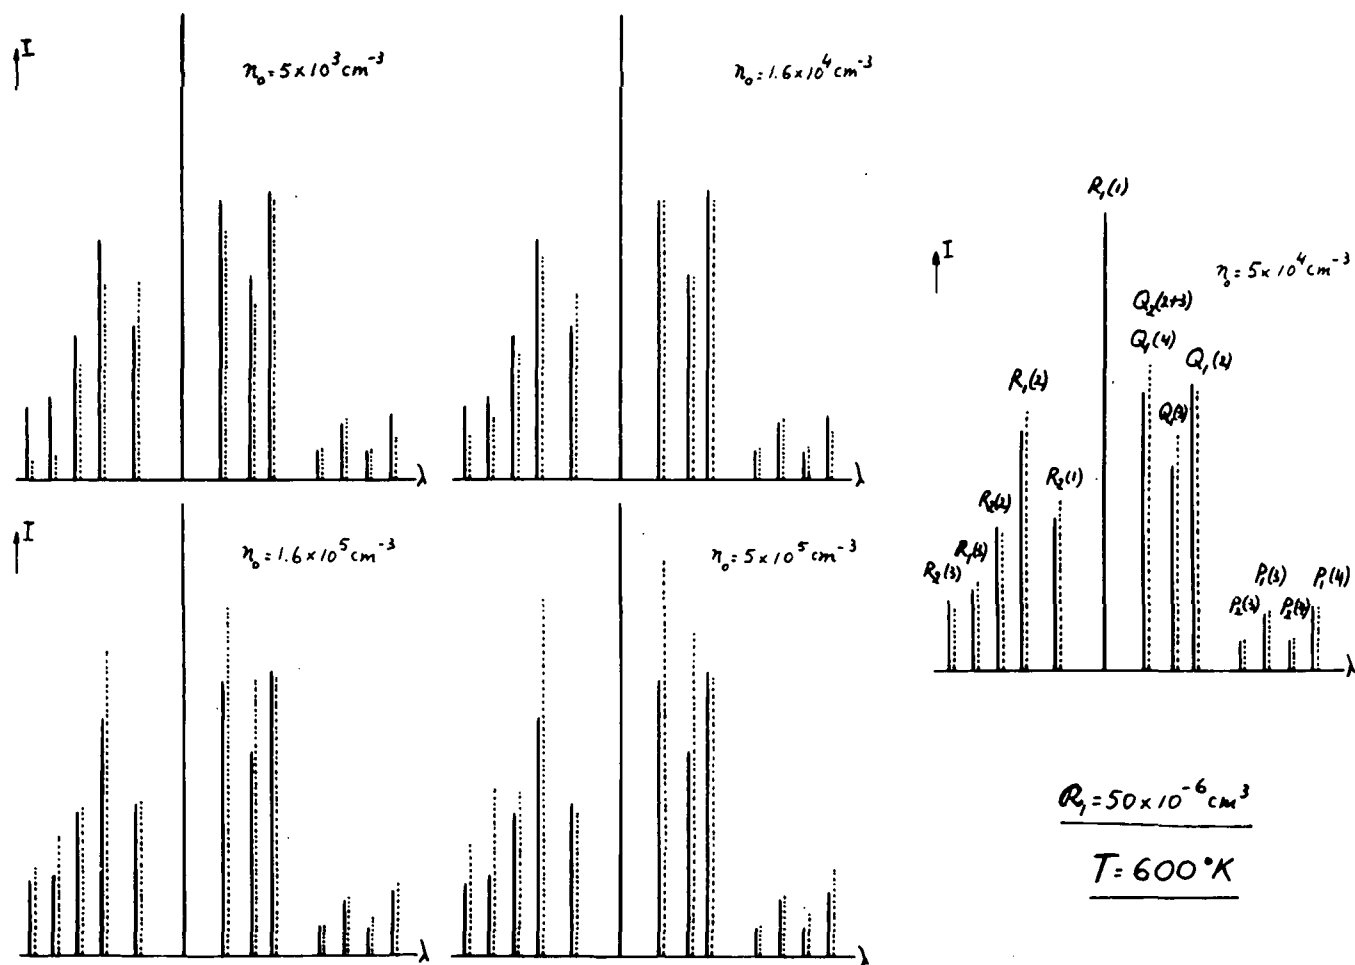 I
n₀ = 5 × 10³ cm⁻³
λ
n₀ = 1.6 × 10⁴ cm⁻³
λ
I
n₀ = 1.6 × 10⁵ cm⁻³
λ
n₀ = 5 × 10⁵ cm⁻³
λ
R₁(1)
I
n₀ = 5 × 10⁴ cm⁻³
Q₂(2+3)
Q₁(4)
Q₁(2)
R₁(2)
Q₁(3)
R₂(1)
R₂(2)
R₁(3)
R₂(3)
P₁(3)
P₁(4)
P₂(3)
λ
R₁ = 50 × 10⁻⁶ cm³
T = 600 °K